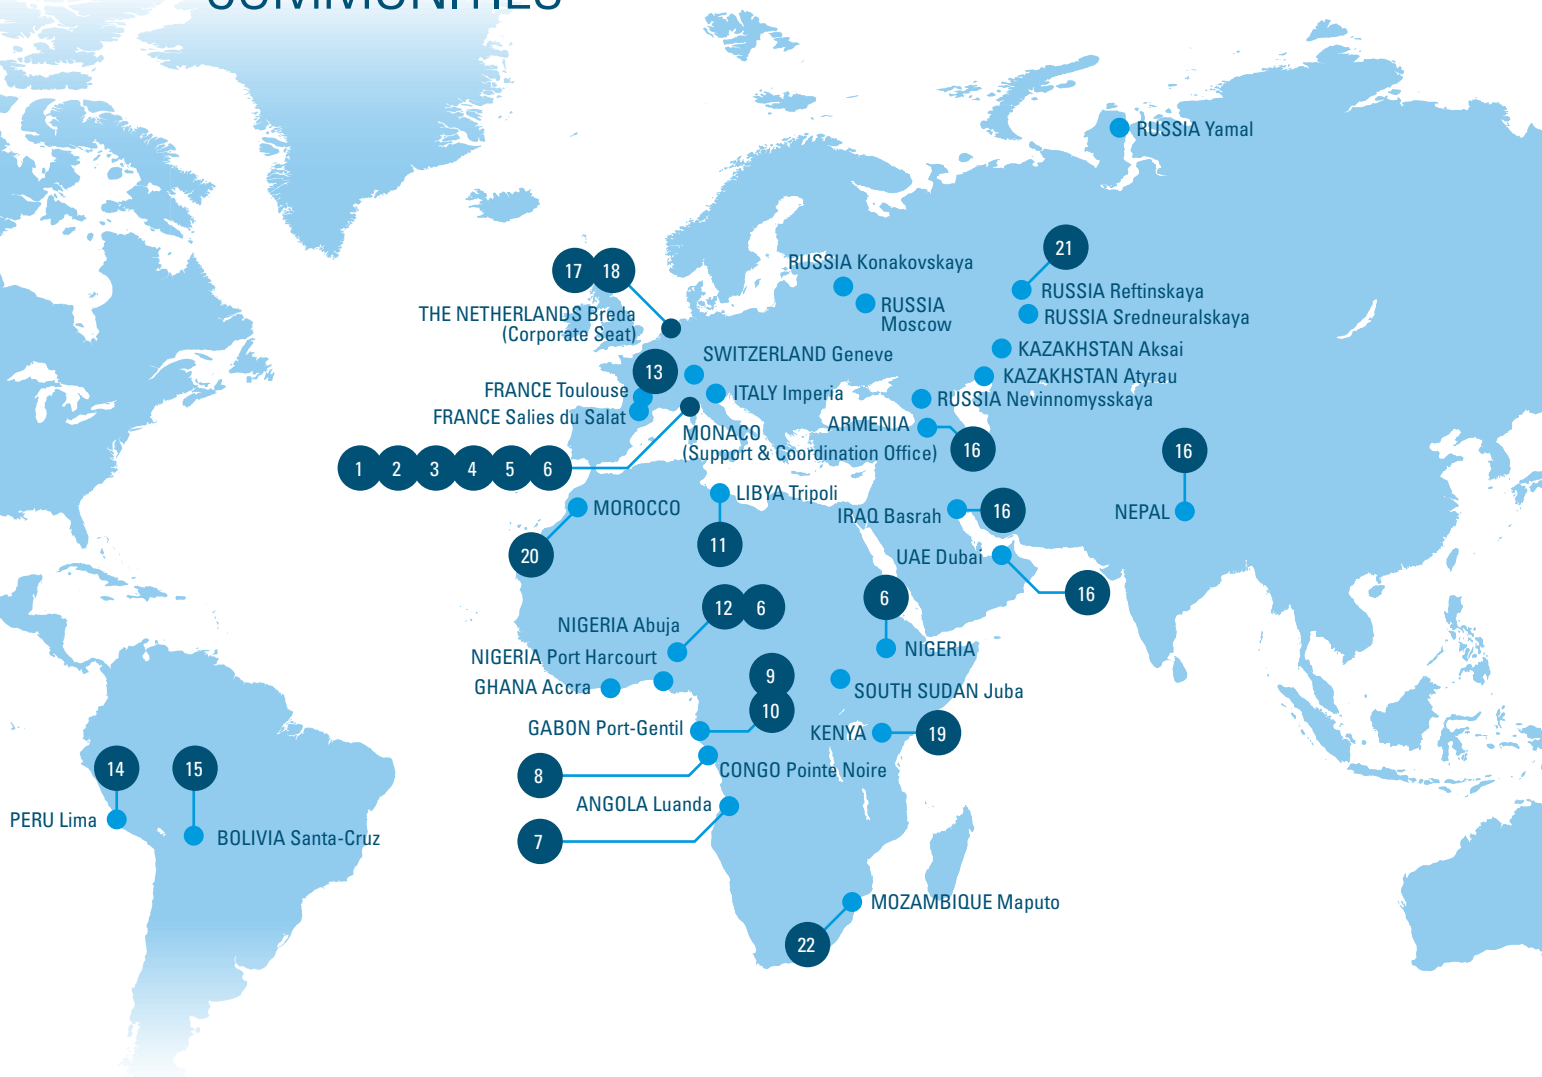 COMMUNITIES
RUSSIA Yamal
21
17 18
RUSSIA Konakovskaya
RUSSIA Reftinskaya
RUSSIA
Moscow
THE NETHERLANDS Breda
(Corporate Seat)
RUSSIA Sredneuralskaya
KAZAKHSTAN Aksai
SWITZERLAND Geneve
13
KAZAKHSTAN Atyrau
FRANCE Toulouse
ITALY Imperia
RUSSIA Nevinnomysskaya
FRANCE Salies du Salat
ARMENIA
MONACO
(Support & Coordination Office)
16
16
1 2 3 4 5 6
LIBYA Tripoli
MOROCCO
IRAQ Basrah
16
NEPAL
20
11
UAE Dubai
16
12 6
6
NIGERIA Abuja
NIGERIA
NIGERIA Port Harcourt
9
GHANA Accra
SOUTH SUDAN Juba
10
GABON Port-Gentil
KENYA
19
14
15
8
CONGO Pointe Noire
ANGOLA Luanda
PERU Lima
BOLIVIA Santa-Cruz
7
MOZAMBIQUE Maputo
22